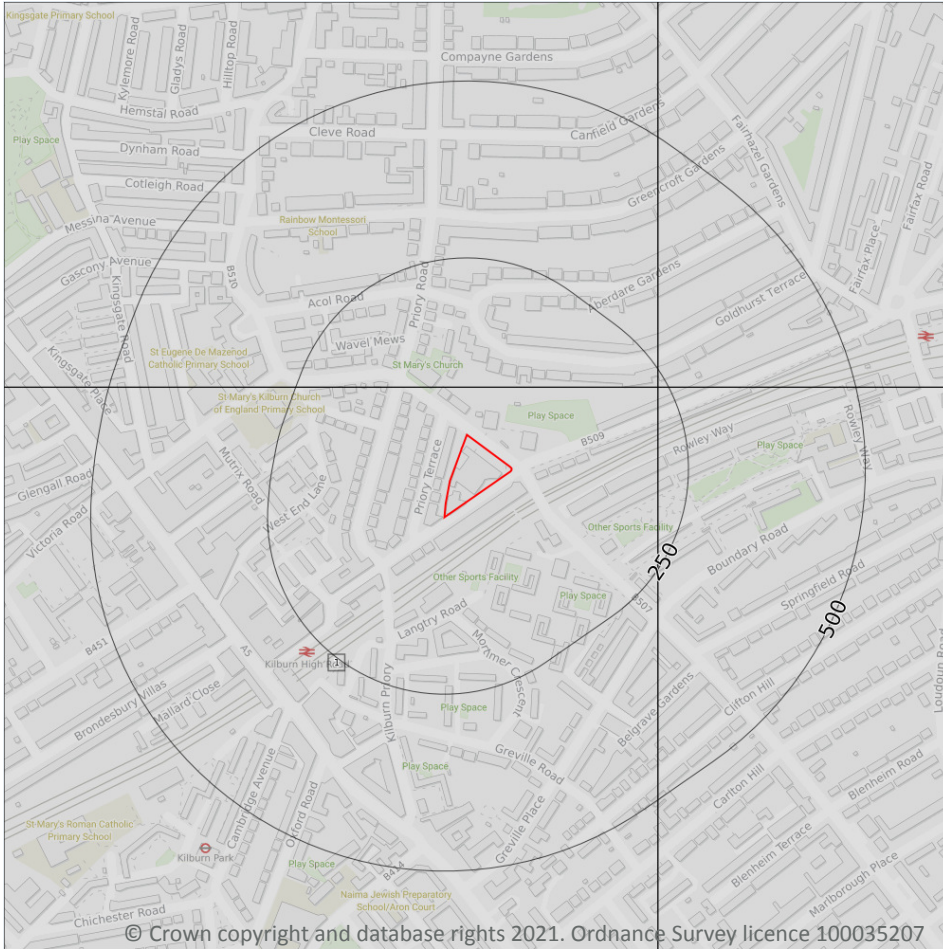 Kingsgate Primary School
Kylemore Road
Gladys Road
Hilltop Road
Compayne Gardens
Hemstal Road
Cleve Road
Canfield Gardens
Fairhazel Gardens
Play Space
Dynham Road
Cotleigh Road
Greencroft Gardens
Fairfax Road
Messina Avenue
Rainbow Montessori
School
Gascony Avenue
B510
Priory Road
Aberdare Gardens
Fairfax Place
Kingsgate Road
Acol Road
Goldhurst Terrace
Wavel Mews
St Eugene De Mazenod
Catholic Primary School
St Mary's Church
Kingsgate Place
St Mary's Kilburn Church
of England Primary School
Play Space
B509
Rowley Way
Rowley Way
Play Space
Priory Terrace
Mutrix Road
Glengall Road
West End Lane
Victoria Road
Other Sports Facility
Boundary Road
250
Other Sports Facility
Springfield Road
Play Space
B507
500
Langtry Road
Mortimer Crescent
B451
A5
Kilburn High Road
1
Loudoun Road
Brondesbury Villas
Mallard Close
Kilburn Priory
Play Space
Belgrave Gardens
Clifton Hill
Greville Road
Play Space
Carlton Hill
Blenheim Road
Cambridge Avenue
Oxford Road
Greville Place
St Mary's Roman Catholic
Primary School
Kilburn Park
Play Space
B414
Blenheim Terrace
Marlborough Place
Naima Jewish Preparatory
School/Aron Court
Chichester Road
© Crown copyright and database rights 2021. Ordnance Survey licence 100035207